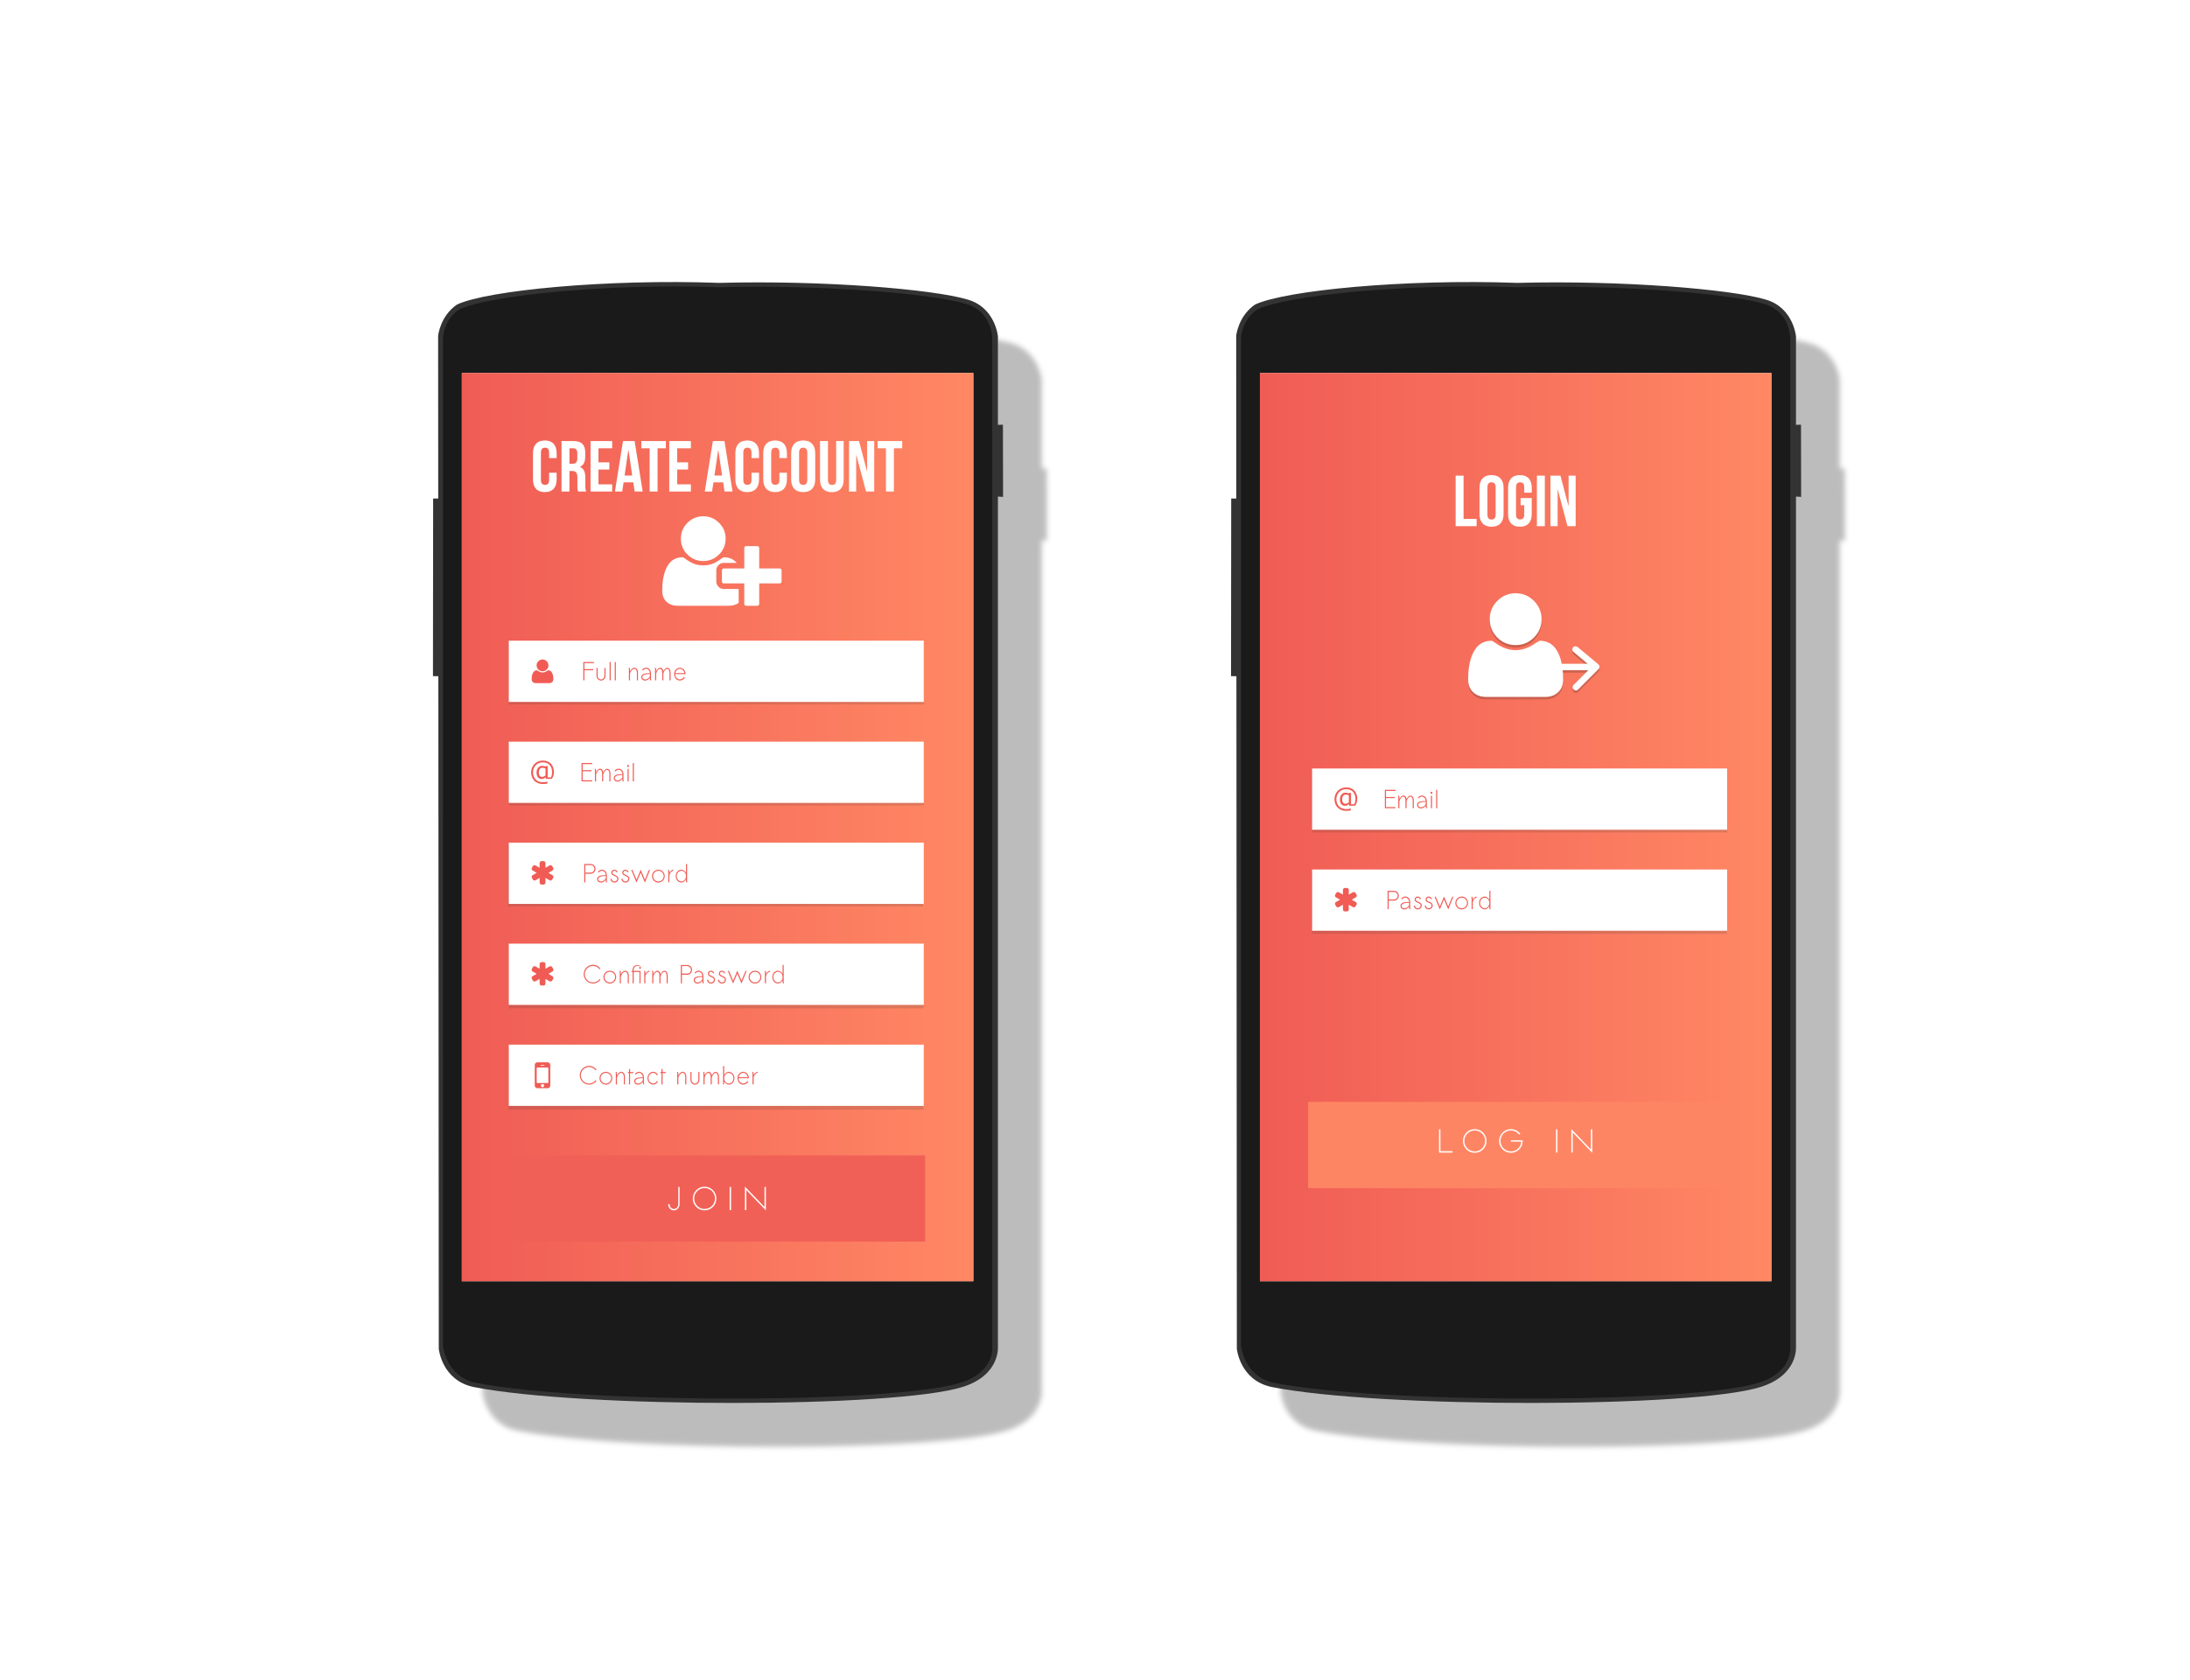 CREATE ACCOUNT
Full name
@ Email
* Password
* Confirm Password
Contact number
JOIN
LOGIN
@ Email
* Password
LOG IN